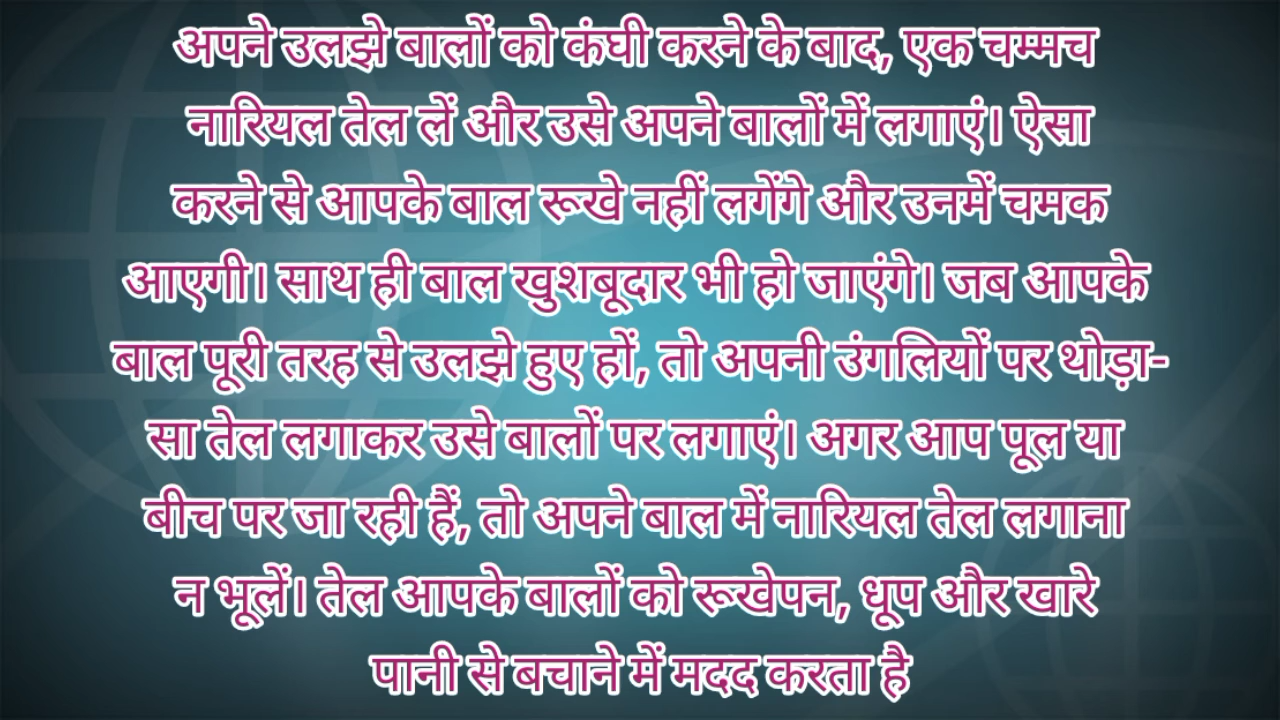 अपने उलझे बालों को कंघी करने के बाद, एक चम्मच
नारियल तेल लें और उसे अपने बालों में लगाएं। ऐसा
करने से आपके बाल रूखे नहीं लगेंगे और उनमें चमक
आएगी। साथ ही बाल खुशबूदार भी हो जाएंगे। जब आपके
बाल पूरी तरह से उलझे हुए हों, तो अपनी उंगलियों पर थोड़ा-
सा तेल लगाकर उसे बालों पर लगाएं। अगर आप पूल या
बीच पर जा रही हैं, तो अपने बाल में नारियल तेल लगाना
न भूलें। तेल आपके बालों को रूखेपन, धूप और खारे
पानी से बचाने में मदद करता है